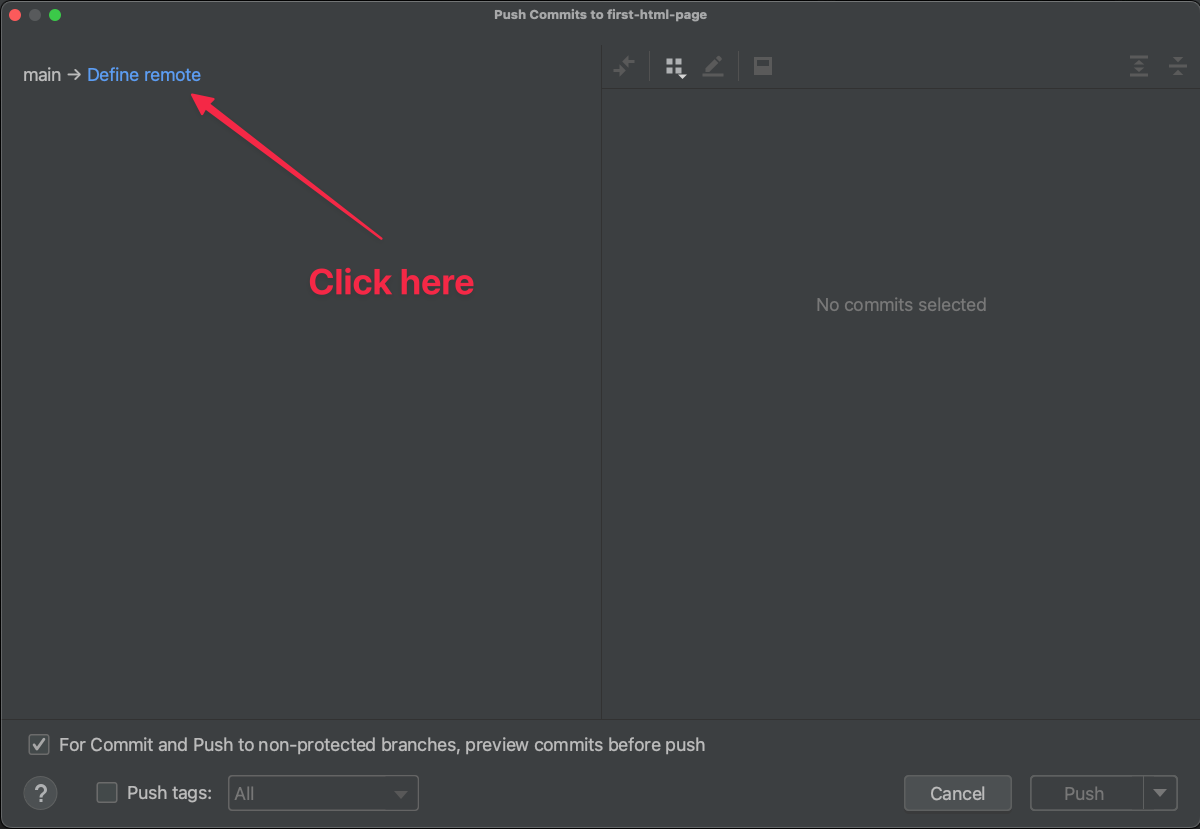 Push Commits to first-html-page
main → Define remote
Click here
No commits selected
For Commit and Push to non-protected branches, preview commits before push
? Push tags: All Cancel Push